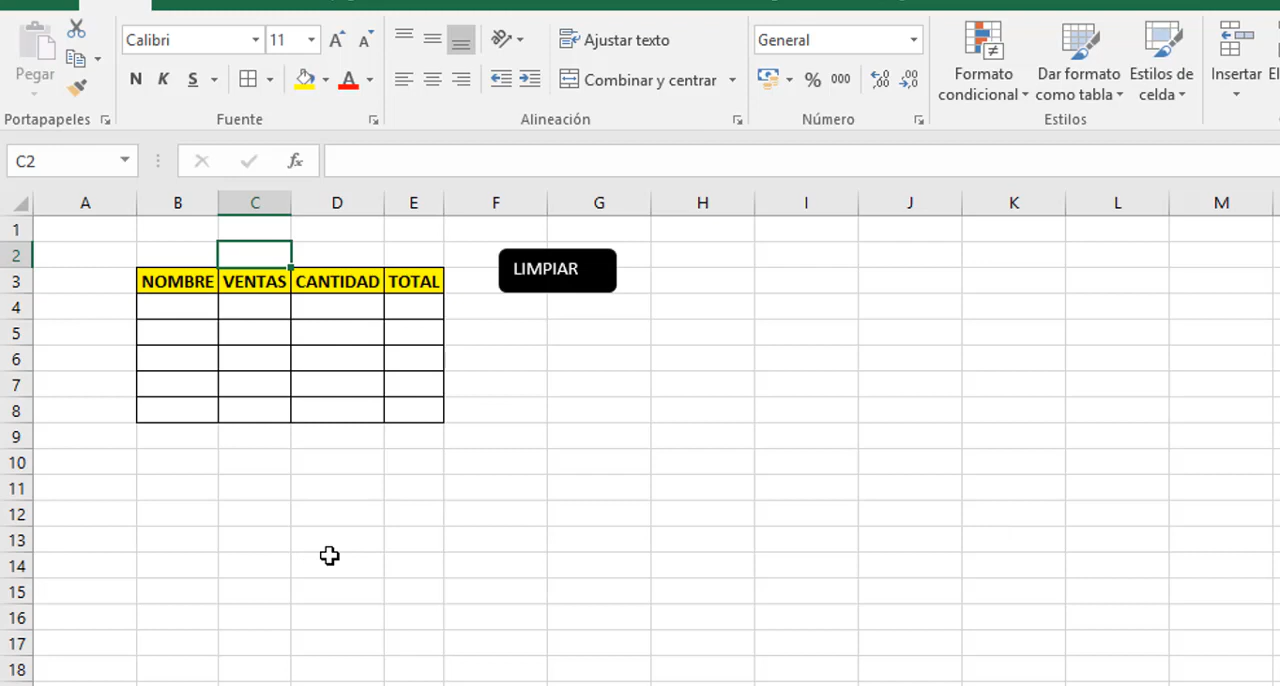 Calibri 11 Ajustar texto General
Pegar N K S Combinar y centrar % 000 Formato condicional Dar formato como tabla Estilos de celda Insertar
Portapapeles Fuente Alineación Número Estilos
C2 fx
A B C D E F G H I J K L M
1
2
LIMPIAR
3 NOMBRE VENTAS CANTIDAD TOTAL
4
5
6
7
8
9
10
11
12
13
14
15
16
17
18